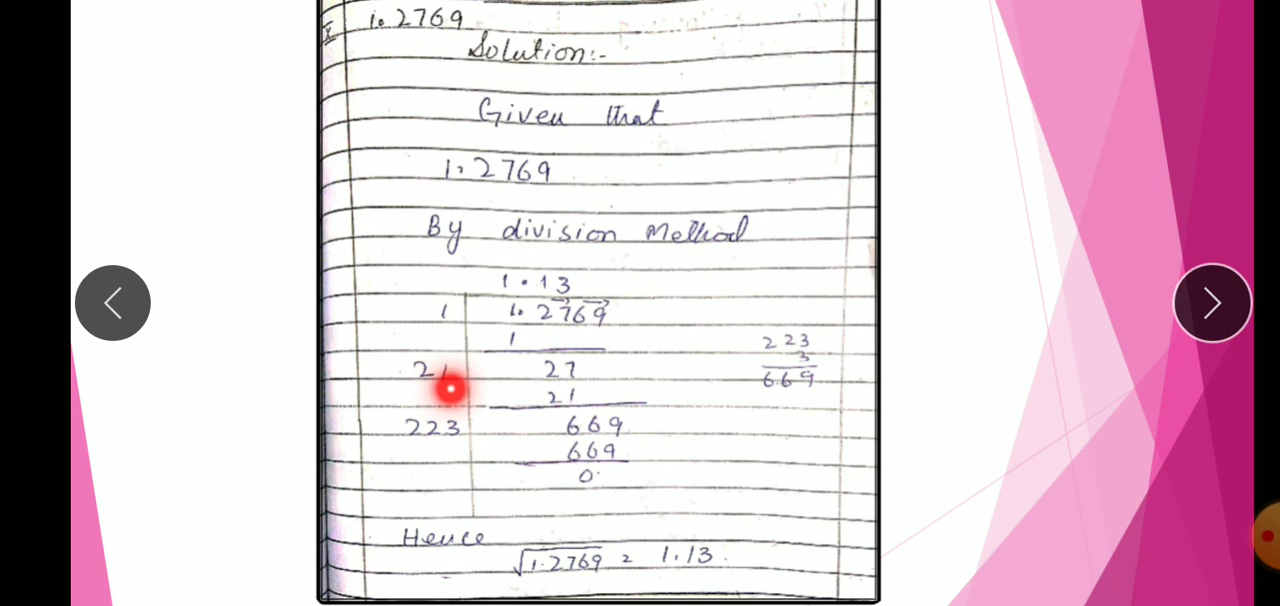 V 1.2769
Solution:-
Given that
1.2769
By division Method
1.13
1 1.2769
1
21 27
21
223 669
669
0
223
3
669
Hence
√1.2769 = 1.13